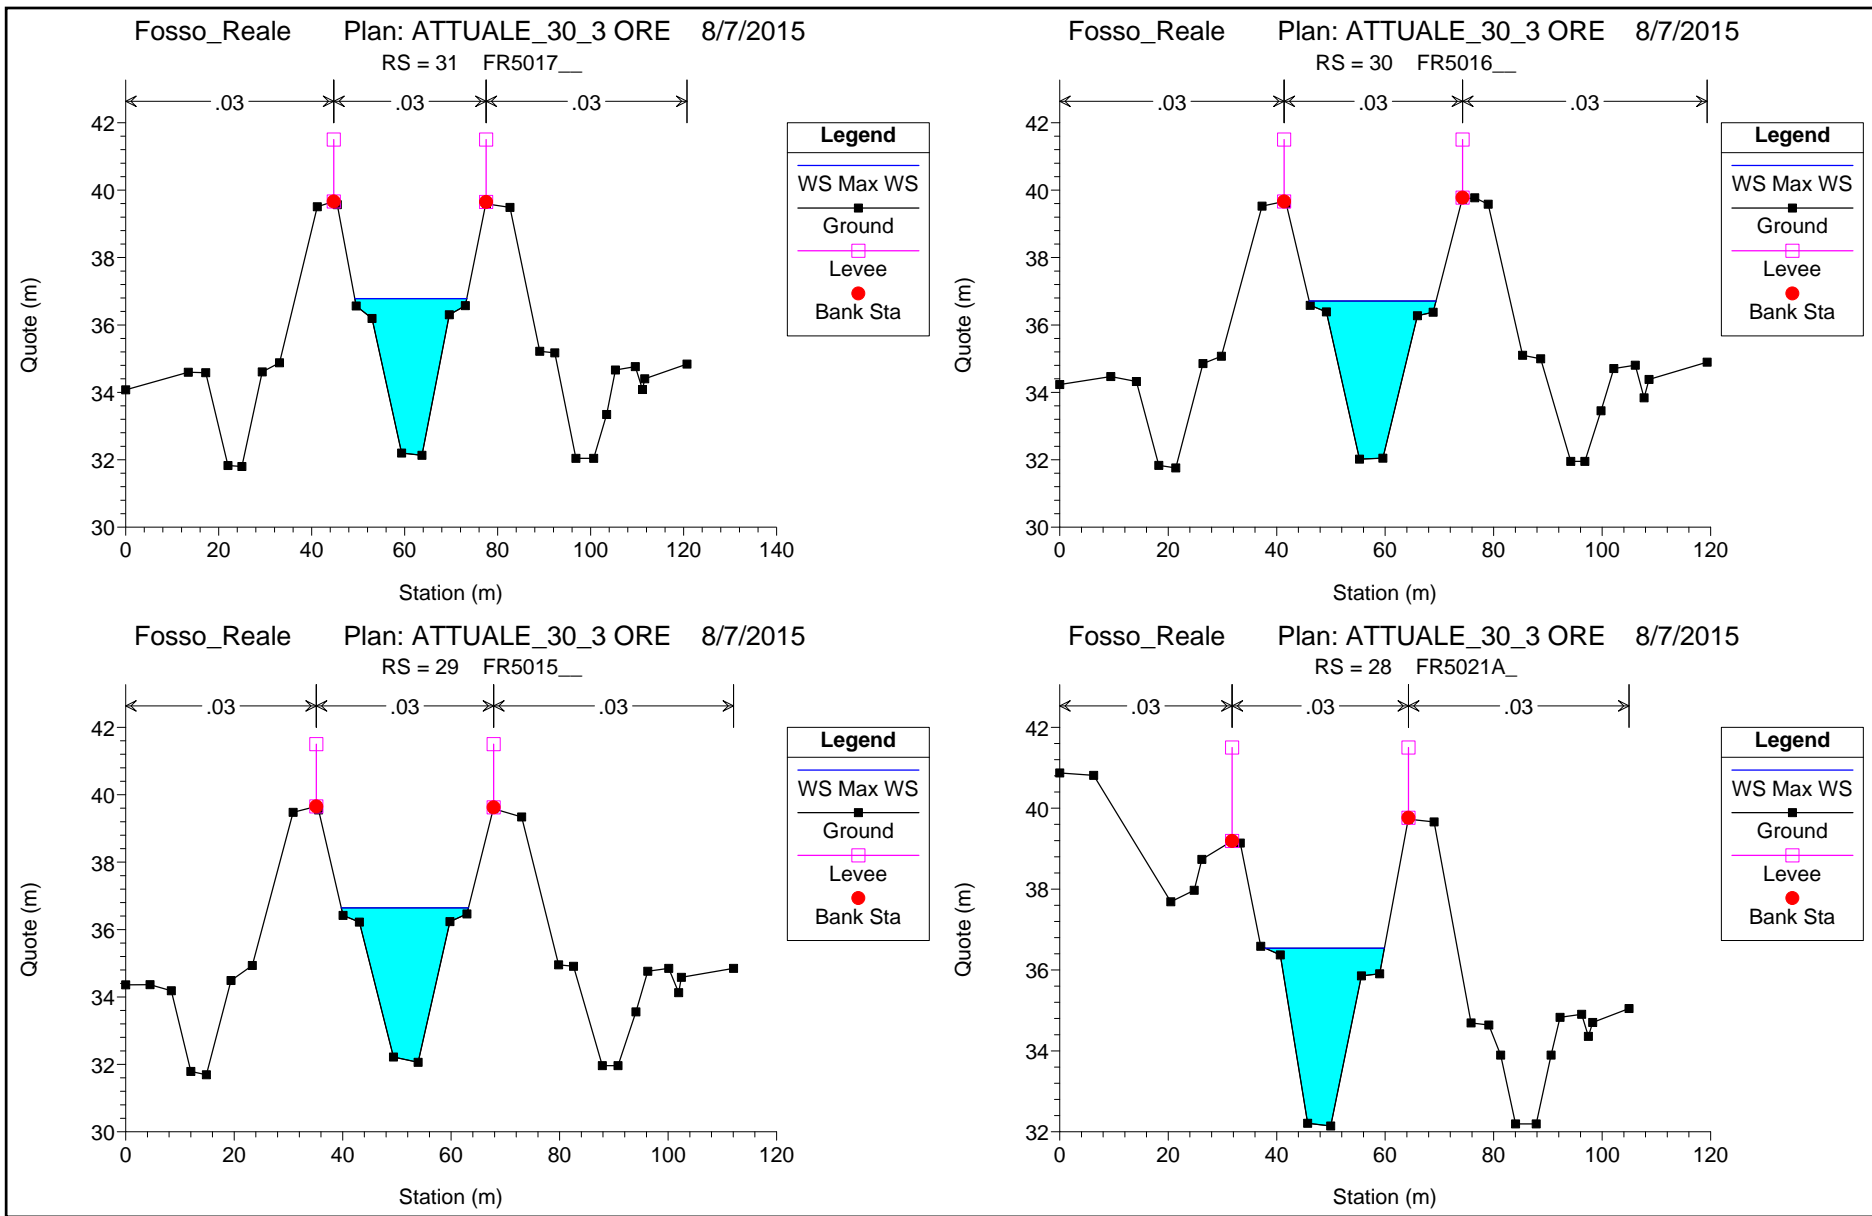 Fosso_Reale Plan: ATTUALE_30_3 ORE 8/7/2015
RS = 31 FR5017__
.03 .03 .03
42
40
38
36
34
32
30
Quote (m)
0 20 40 60 80 100 120 140
Station (m)
Legend
WS Max WS
Ground
Levee
Bank Sta
Fosso_Reale Plan: ATTUALE_30_3 ORE 8/7/2015
RS = 30 FR5016__
.03 .03 .03
42
40
38
36
34
32
30
Quote (m)
0 20 40 60 80 100 120
Station (m)
Legend
WS Max WS
Ground
Levee
Bank Sta
Fosso_Reale Plan: ATTUALE_30_3 ORE 8/7/2015
RS = 29 FR5015__
.03 .03 .03
42
40
38
36
34
32
30
Quote (m)
0 20 40 60 80 100 120
Station (m)
Legend
WS Max WS
Ground
Levee
Bank Sta
Fosso_Reale Plan: ATTUALE_30_3 ORE 8/7/2015
RS = 28 FR5021A_
.03 .03 .03
42
40
38
36
34
32
Quote (m)
0 20 40 60 80 100 120
Station (m)
Legend
WS Max WS
Ground
Levee
Bank Sta